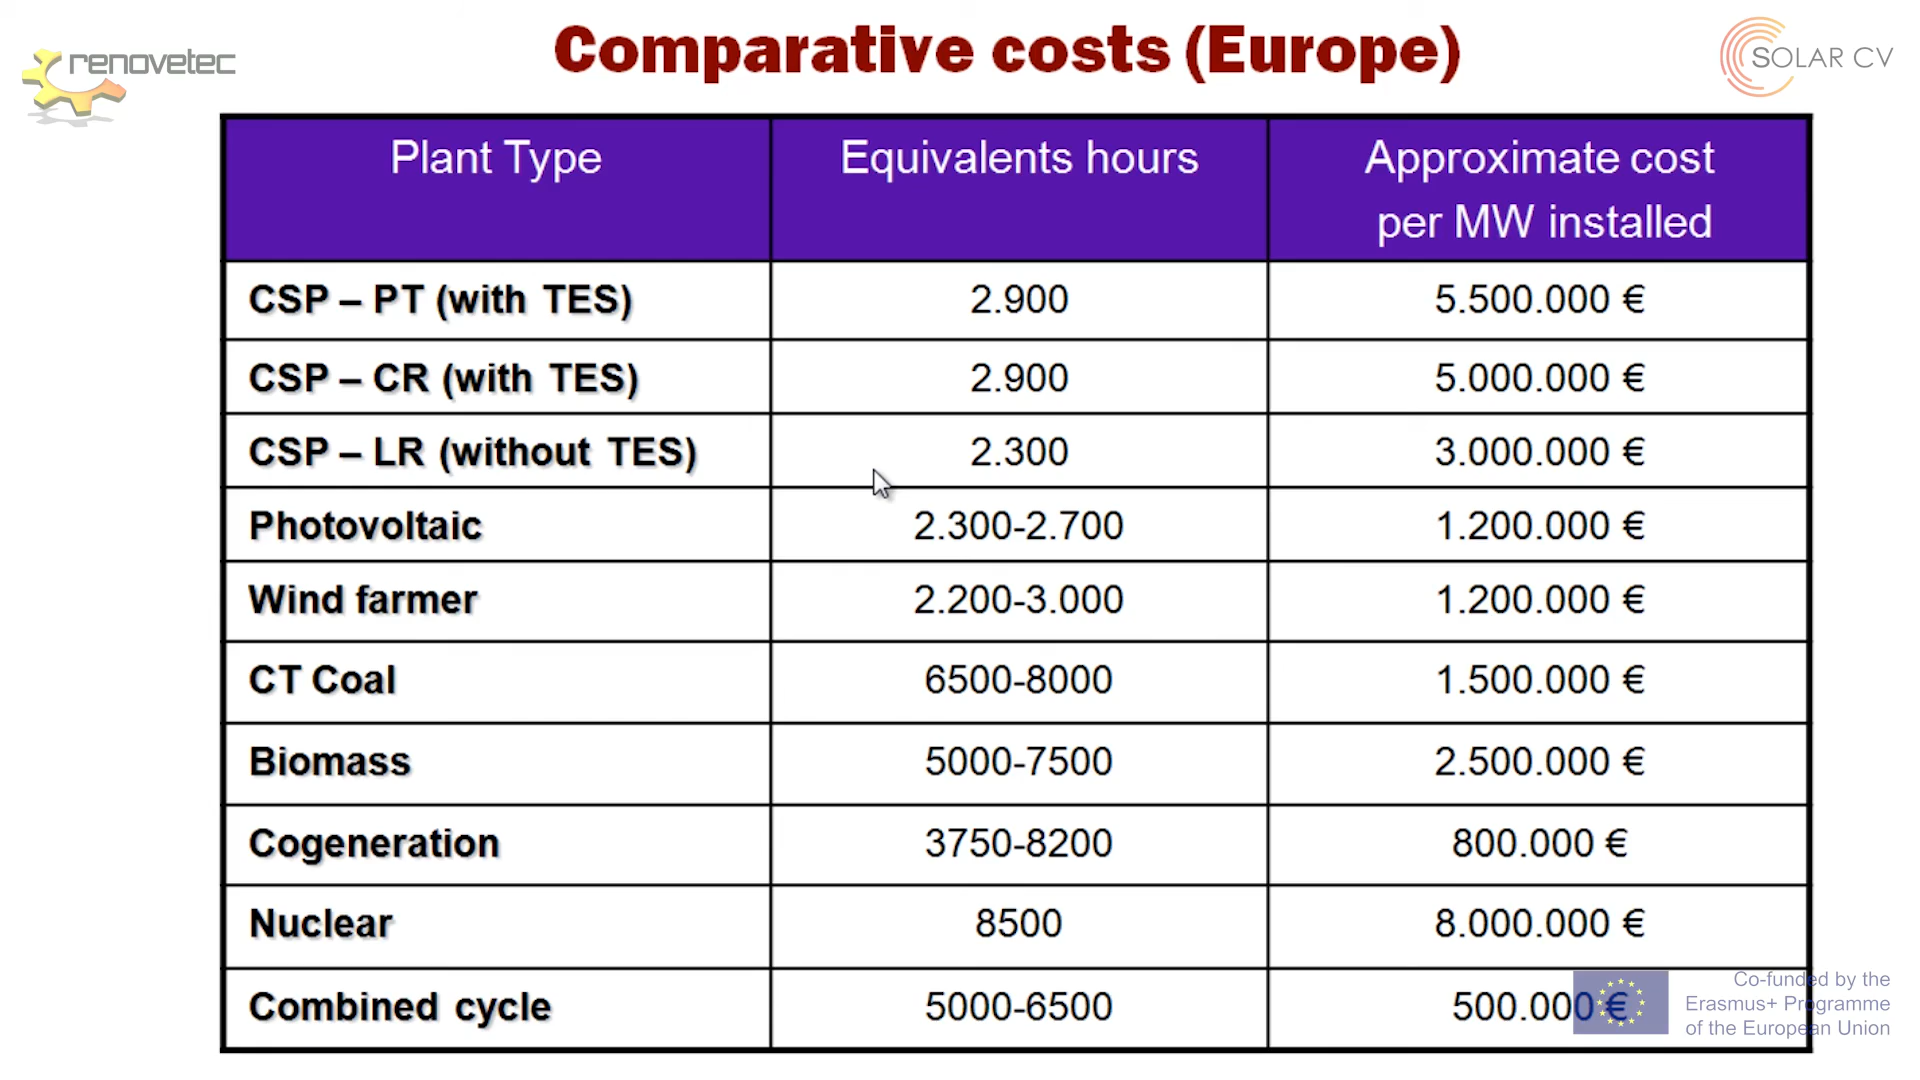 renovetec
Comparative costs (Europe)
SOLAR CV
Plant Type
Equivalents hours
Approximate cost
per MW installed
CSP – PT (with TES)
2.900
5.500.000 €
CSP – CR (with TES)
2.900
5.000.000 €
CSP – LR (without TES)
2.300
3.000.000 €
Photovoltaic
2.300-2.700
1.200.000 €
Wind farmer
2.200-3.000
1.200.000 €
CT Coal
6500-8000
1.500.000 €
Biomass
5000-7500
2.500.000 €
Cogeneration
3750-8200
800.000 €
Nuclear
8500
8.000.000 €
Combined cycle
5000-6500
500.000 €
Co-funded by the
Erasmus+ Programme
of the European Union